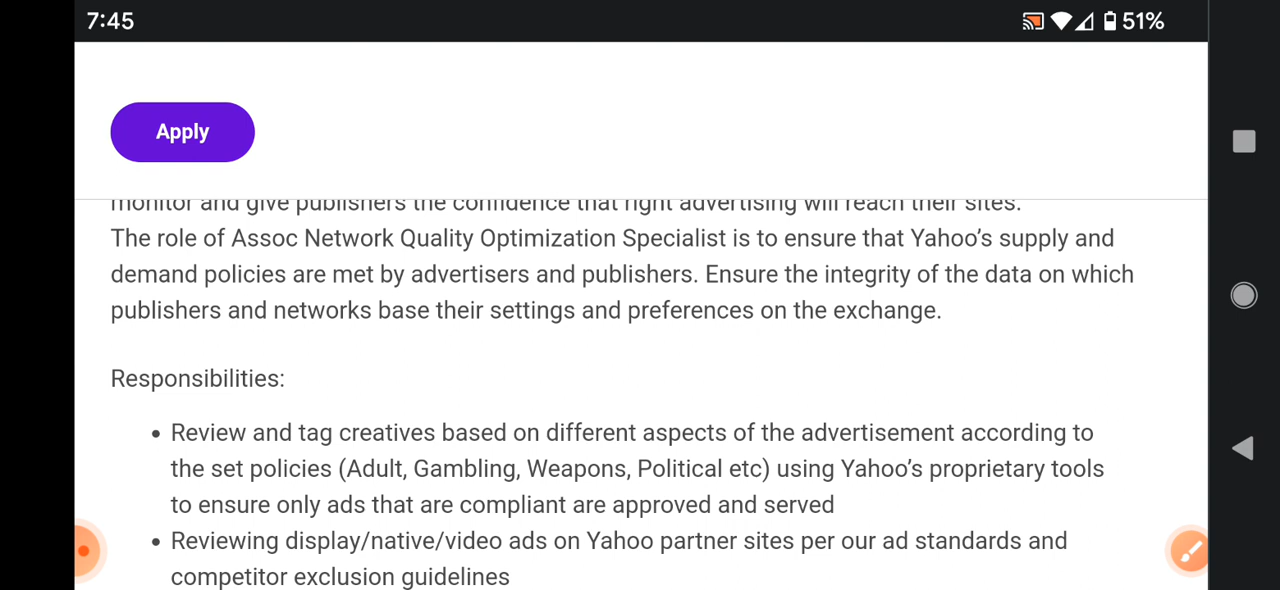 7:45
51%
Apply
monitor and give publishers the confidence that right advertising will reach their sites.
The role of Assoc Network Quality Optimization Specialist is to ensure that Yahoo’s supply and
demand policies are met by advertisers and publishers. Ensure the integrity of the data on which
publishers and networks base their settings and preferences on the exchange.
Responsibilities:
• Review and tag creatives based on different aspects of the advertisement according to
the set policies (Adult, Gambling, Weapons, Political etc) using Yahoo’s proprietary tools
to ensure only ads that are compliant are approved and served
• Reviewing display/native/video ads on Yahoo partner sites per our ad standards and
competitor exclusion guidelines